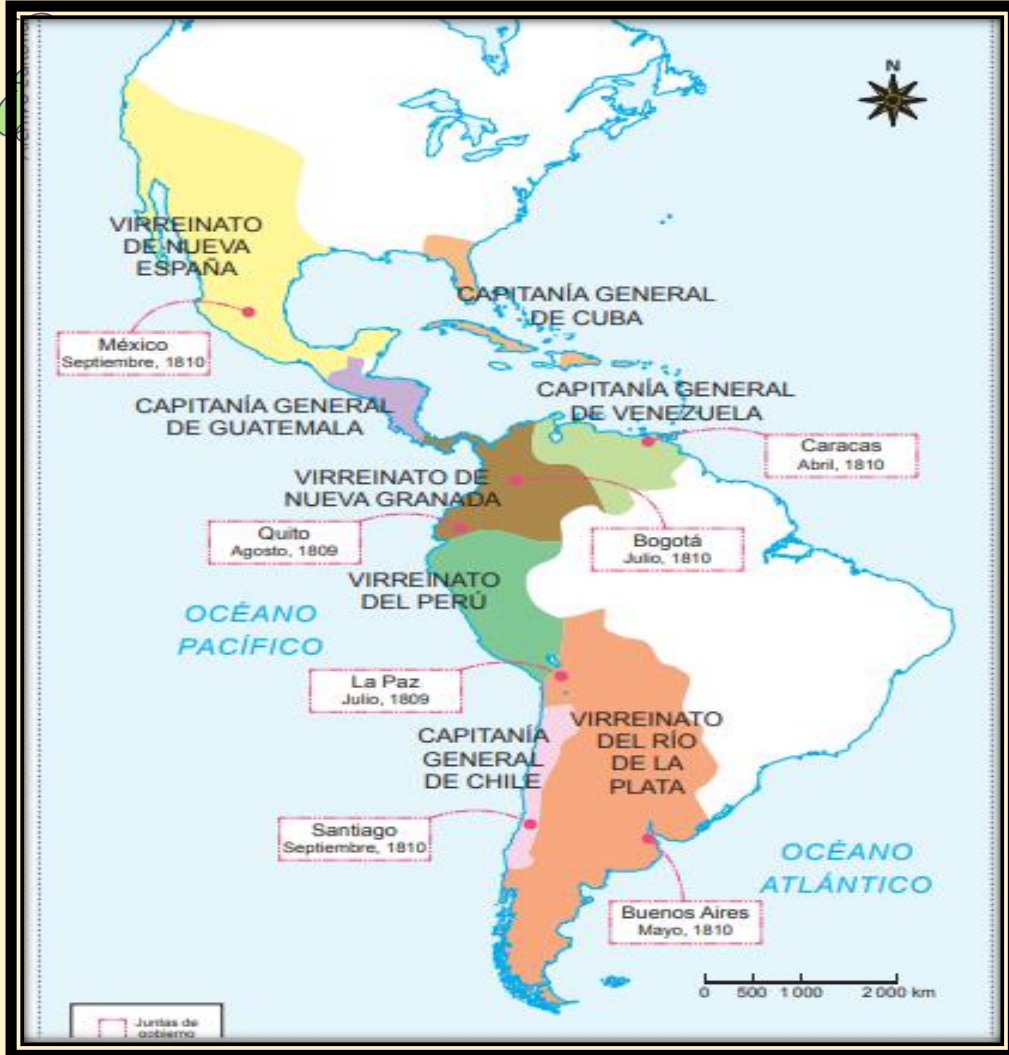 N
VIRREINATO
DE NUEVA
ESPAÑA
CAPITANÍA GENERAL
DE CUBA
México
Septiembre, 1810
CAPITANÍA GENERAL
DE GUATEMALA
CAPITANÍA GENERAL
DE VENEZUELA
Caracas
Abril, 1810
VIRREINATO DE
NUEVA GRANADA
Quito
Agosto, 1809
Bogotá
Julio, 1810
VIRREINATO
DEL PERÚ
OCÉANO
PACÍFICO
La Paz
Julio, 1809
CAPITANÍA
GENERAL
DE CHILE
VIRREINATO
DEL RÍO
DE LA
PLATA
Santiago
Septiembre, 1810
OCÉANO
ATLÁNTICO
Buenos Aires
Mayo, 1810
0 500 1 000 2 000 km
Juntas de
gobierno